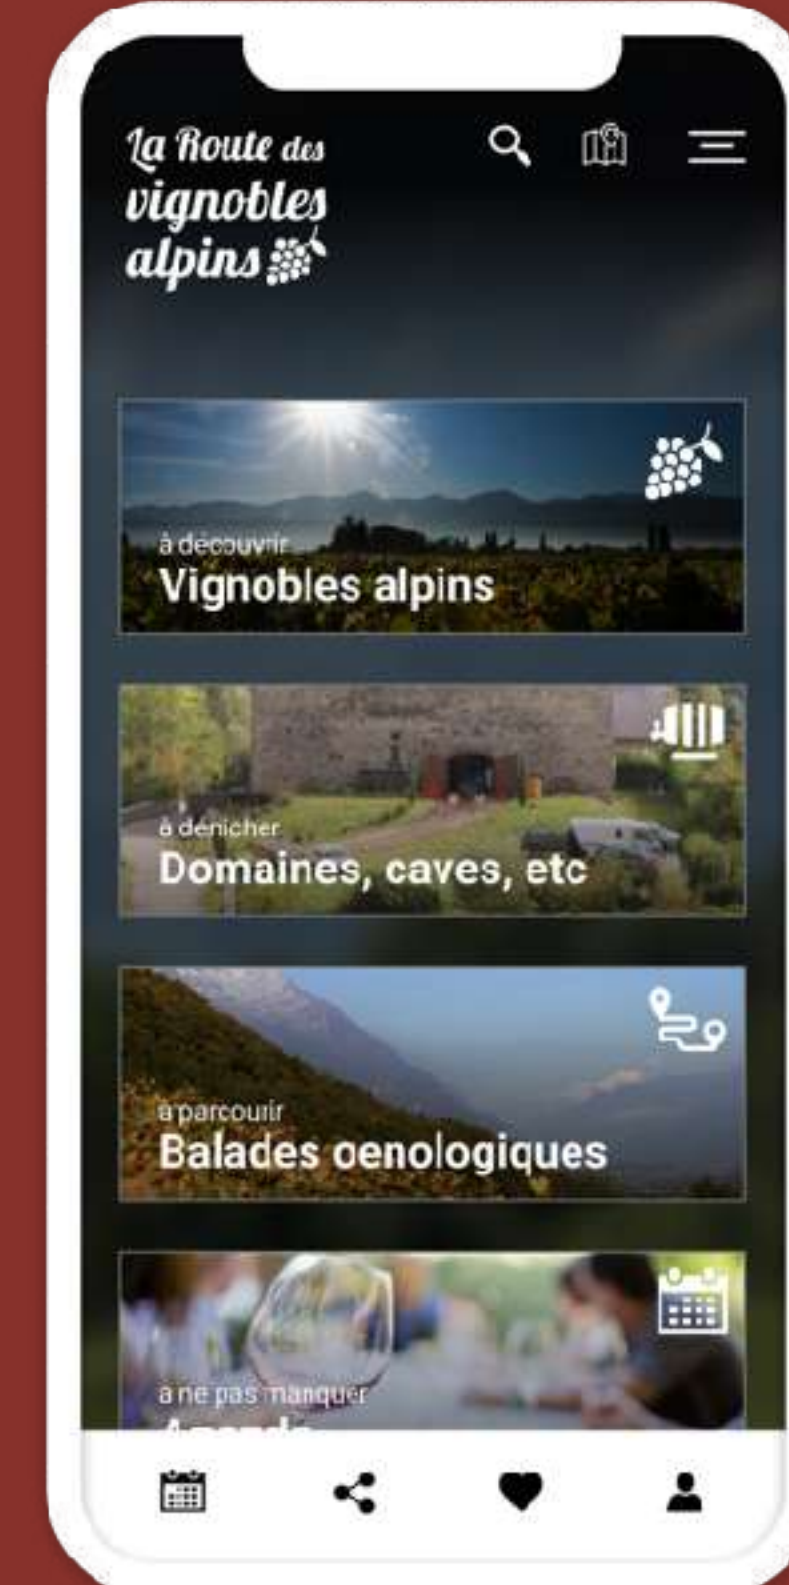 La Route des
vignobles
alpins
à découvrir
Vignobles alpins
à dénicher
Domaines, caves, etc
à parcourir
Balades oenologiques
à ne pas manquer